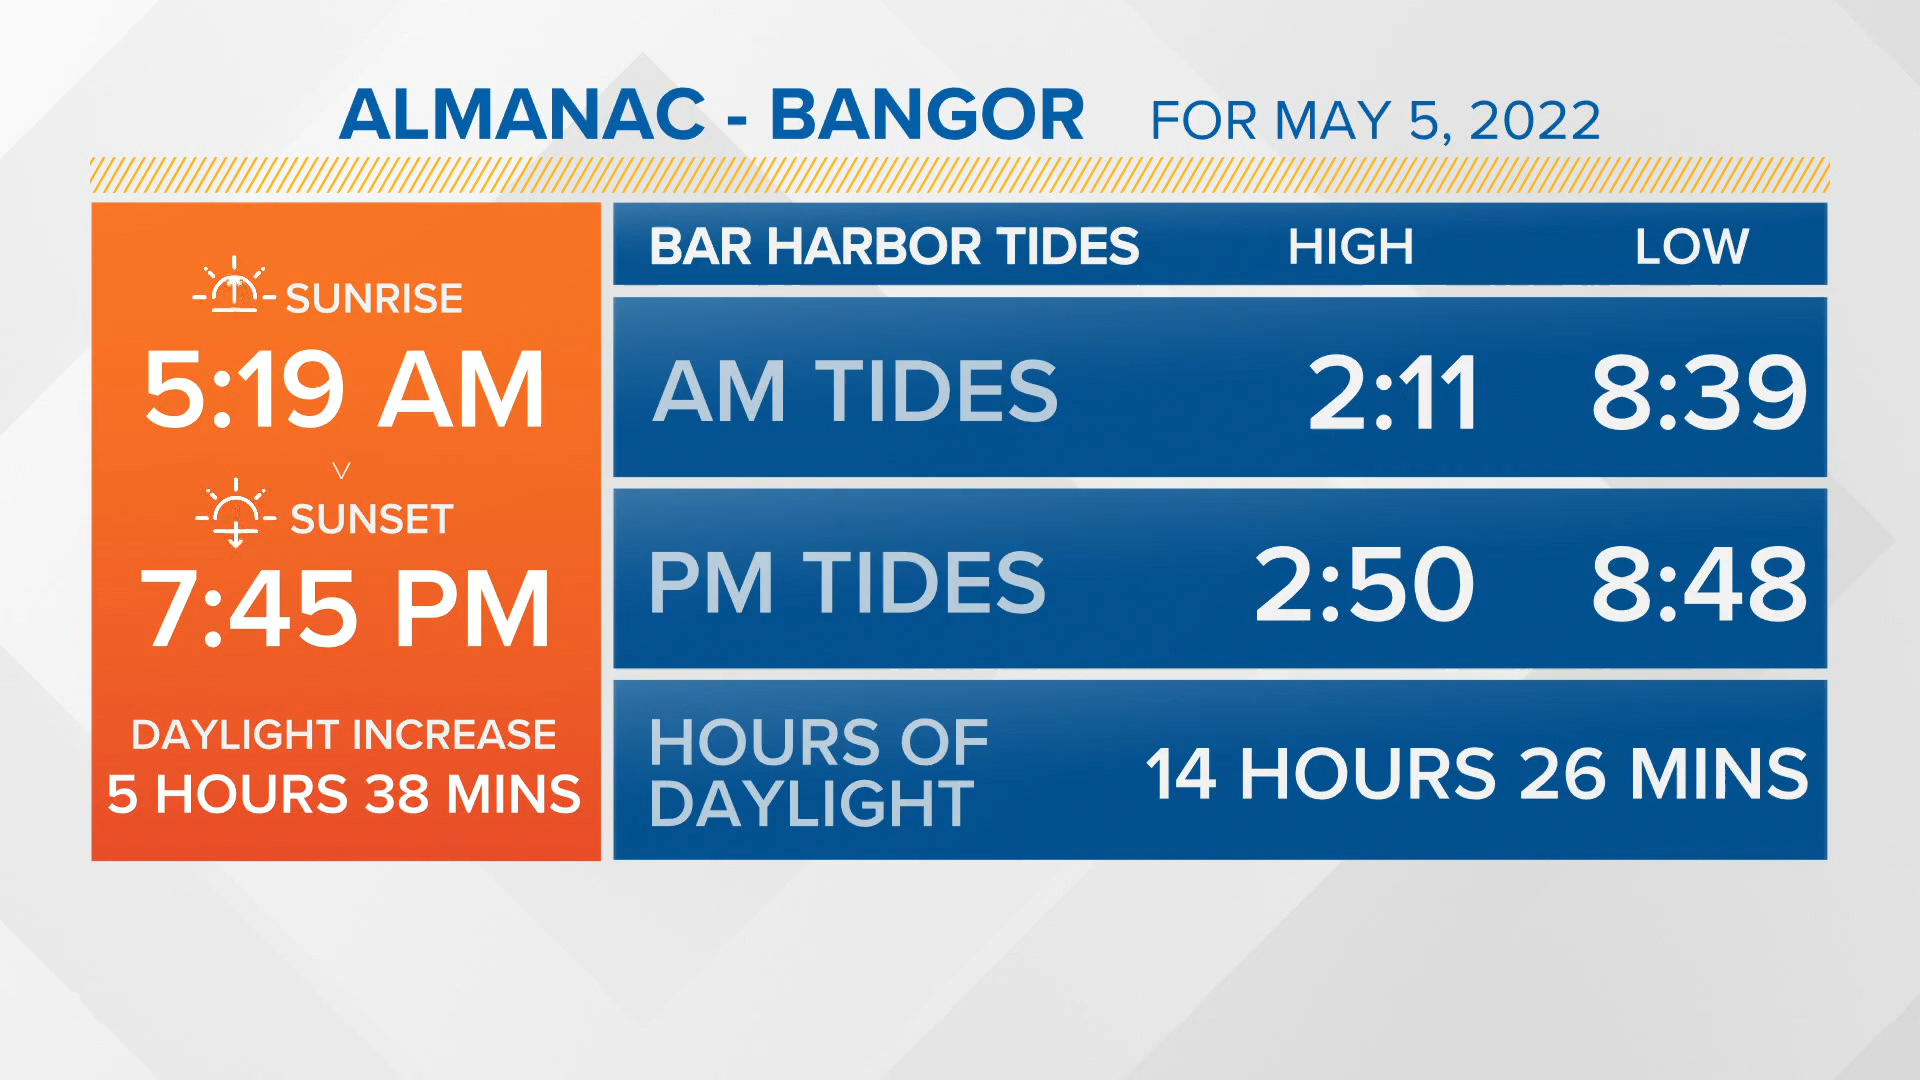 ALMANAC - BANGOR FOR MAY 5, 2022
SUNRISE
5:19 AM
SUNSET
7:45 PM
DAYLIGHT INCREASE
5 HOURS 38 MINS
BAR HARBOR TIDES HIGH LOW
AM TIDES 2:11 8:39
PM TIDES 2:50 8:48
HOURS OF
DAYLIGHT
14 HOURS 26 MINS